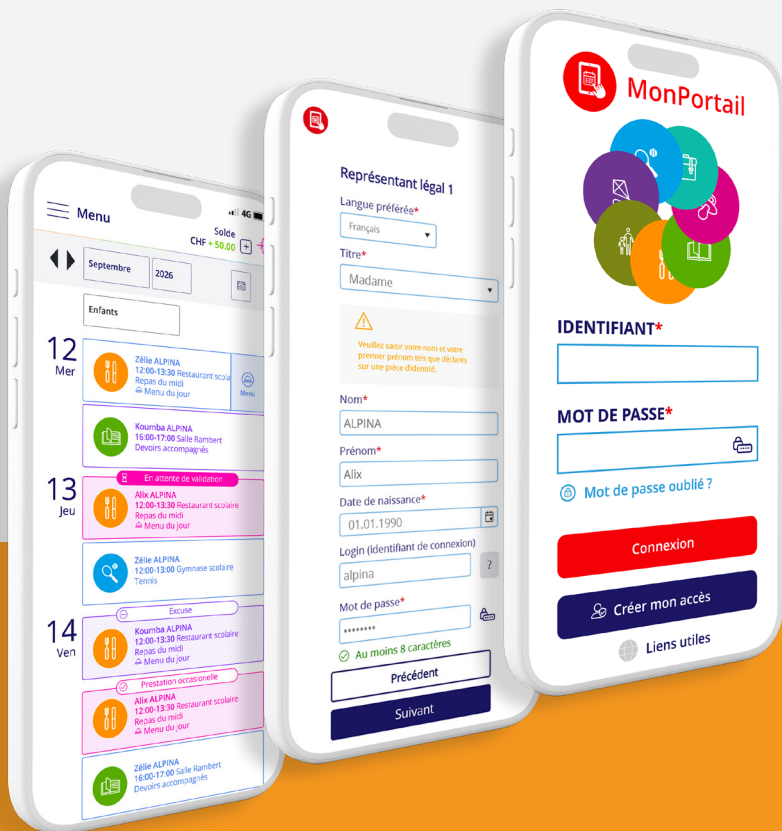 Menu
4G
Solde
CHF + 50.00 +
Septembre
2026
Enfants
12
Mer
Zélie ALPINA
12:00-13:30 Restaurant scola
Repas du midi
Menu du jour
Menu
Koumba ALPINA
16:00-17:00 Salle Rambert
Devoirs accompagnés
13
Jeu
En attente de validation
Alix ALPINA
12:00-13:30 Restaurant scolaire
Repas du midi
Menu du jour
Zélie ALPINA
12:00-13:00 Gymnase scolaire
Tennis
14
Ven
Excuse
Koumba ALPINA
12:00-13:30 Restaurant scolaire
Repas du midi
Menu du jour
Prestation occasionelle
Alix ALPINA
12:00-13:30 Restaurant scolaire
Repas du midi
Menu du jour
Zélie ALPINA
16:00-17:00 Salle Rambert
Devoirs accompagnés
Représentant légal 1
Langue préférée*
Français
Titre*
Madame
Veuillez saisir votre nom et votre
premier prénom tels que déclarés
sur une pièce d'identité.
Nom*
ALPINA
Prénom*
Alix
Date de naissance*
01.01.1990
Login (identifiant de connexion)
alpina
?
Mot de passe*
********
Au moins 8 caractères
Précédent
Suivant
MonPortail
IDENTIFIANT*
MOT DE PASSE*
Mot de passe oublié ?
Connexion
Créer mon accès
Liens utiles